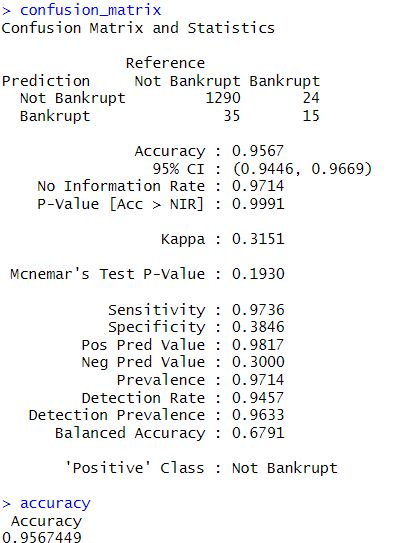 > confusion_matrix
Confusion Matrix and Statistics
Reference
Prediction Not Bankrupt Bankrupt
Not Bankrupt 1290 24
Bankrupt 35 15
Accuracy : 0.9567
95% CI : (0.9446, 0.9669)
No Information Rate : 0.9714
P-Value [Acc > NIR] : 0.9991
Kappa : 0.3151
Mcnemar's Test P-Value : 0.1930
Sensitivity : 0.9736
Specificity : 0.3846
Pos Pred Value : 0.9817
Neg Pred Value : 0.3000
Prevalence : 0.9714
Detection Rate : 0.9457
Detection Prevalence : 0.9633
Balanced Accuracy : 0.6791
'Positive' Class : Not Bankrupt
> accuracy
Accuracy
0.9567449